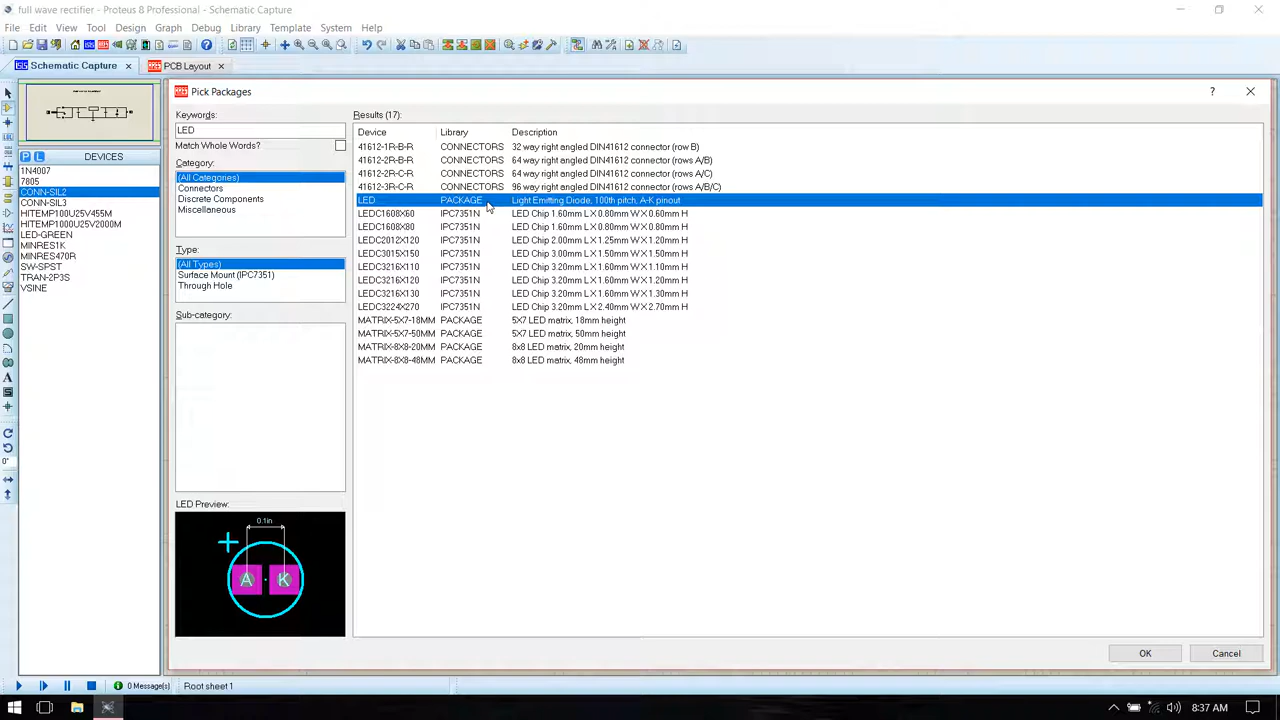 full wave rectifier - Proteus 8 Professional - Schematic Capture
File Edit View Tool Design Graph Debug Library Template System Help
Schematic Capture PCB Layout
Pick Packages
Keywords:
LED
Match Whole Words?
Category:
(All Categories)
Connectors
Discrete Components
Miscellaneous
Type:
(All Types)
Surface Mount (IPC7351)
Through Hole
Sub-category:
LED Preview:
0.1in
A K
P L DEVICES
1N4007
7805
CONN-SIL2
CONN-SIL3
HITEMP100U25V455M
HITEMP1000U25V2000M
LED-GREEN
MINRES1K
MINRES470R
SW-SPST
TRAN-2P3S
VSINE
Results (17):
Device Library Description
41612-1R-B-R CONNECTORS 32 way right angled DIN41612 connector (row B)
41612-2R-B-R CONNECTORS 64 way right angled DIN41612 connector (rows A/B)
41612-2R-C-R CONNECTORS 64 way right angled DIN41612 connector (rows A/C)
41612-3R-C-R CONNECTORS 96 way right angled DIN41612 connector (rows A/B/C)
LED PACKAGE Light Emitting Diode, 100th pitch, A-K pinout
LEDC1608X60 IPC7351N LED Chip 1.60mm L X 0.80mm W X 0.60mm H
LEDC1608X80 IPC7351N LED Chip 1.60mm L X 0.80mm W X 0.80mm H
LEDC2012X120 IPC7351N LED Chip 2.00mm L X 1.25mm W X 1.20mm H
LEDC3015X150 IPC7351N LED Chip 3.00mm L X 1.50mm W X 1.50mm H
LEDC3216X110 IPC7351N LED Chip 3.20mm L X 1.60mm W X 1.10mm H
LEDC3216X120 IPC7351N LED Chip 3.20mm L X 1.60mm W X 1.20mm H
LEDC3216X130 IPC7351N LED Chip 3.20mm L X 1.60mm W X 1.30mm H
LEDC3224X270 IPC7351N LED Chip 3.20mm L X 2.40mm W X 2.70mm H
MATRIX-5X7-18MM PACKAGE 5X7 LED matrix, 18mm height
MATRIX-5X7-50MM PACKAGE 5X7 LED matrix, 50mm height
MATRIX-8X8-20MM PACKAGE 8x8 LED matrix, 20mm height
MATRIX-8X8-48MM PACKAGE 8x8 LED matrix, 48mm height
OK Cancel
0 Message(s) Root sheet 1
8:37 AM